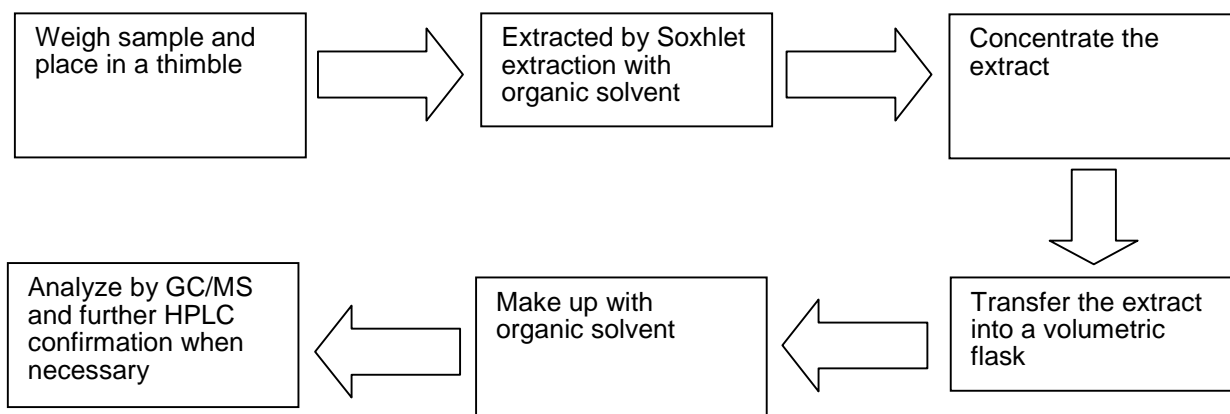 Weigh sample and
place in a thimble
Extracted by Soxhlet
extraction with
organic solvent
Concentrate the
extract
Transfer the extract
into a volumetric
flask
Make up with
organic solvent
Analyze by GC/MS
and further HPLC
confirmation when
necessary